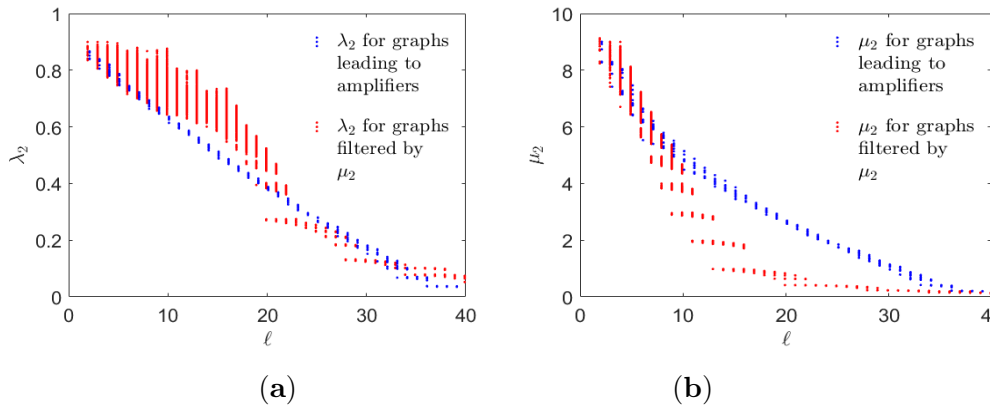 1
0.8
0.6
0.4
0.2
0
λ₂
0
10
20
30
40
ℓ
λ₂ for graphs
leading to
amplifiers
λ₂ for graphs
filtered by
μ₂
(a)
10
8
6
4
2
0
μ₂
0
10
20
30
40
ℓ
μ₂ for graphs
leading to
amplifiers
μ₂ for graphs
filtered by
μ₂
(b)